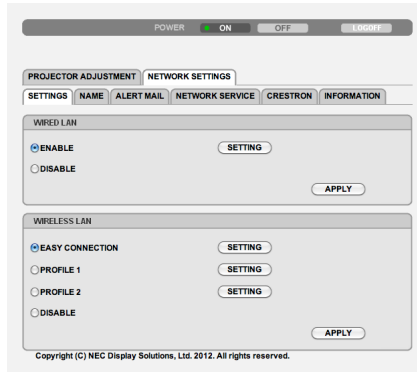 POWER ON OFF LOGOFF
PROJECTOR ADJUSTMENT NETWORK SETTINGS
SETTINGS NAME ALERT MAIL NETWORK SERVICE CRESTRON INFORMATION
WIRED LAN
ENABLE SETTING
DISABLE
APPLY
WIRELESS LAN
EASY CONNECTION SETTING
PROFILE 1 SETTING
PROFILE 2 SETTING
DISABLE
APPLY
Copyright (C) NEC Display Solutions, Ltd. 2012. All rights reserved.